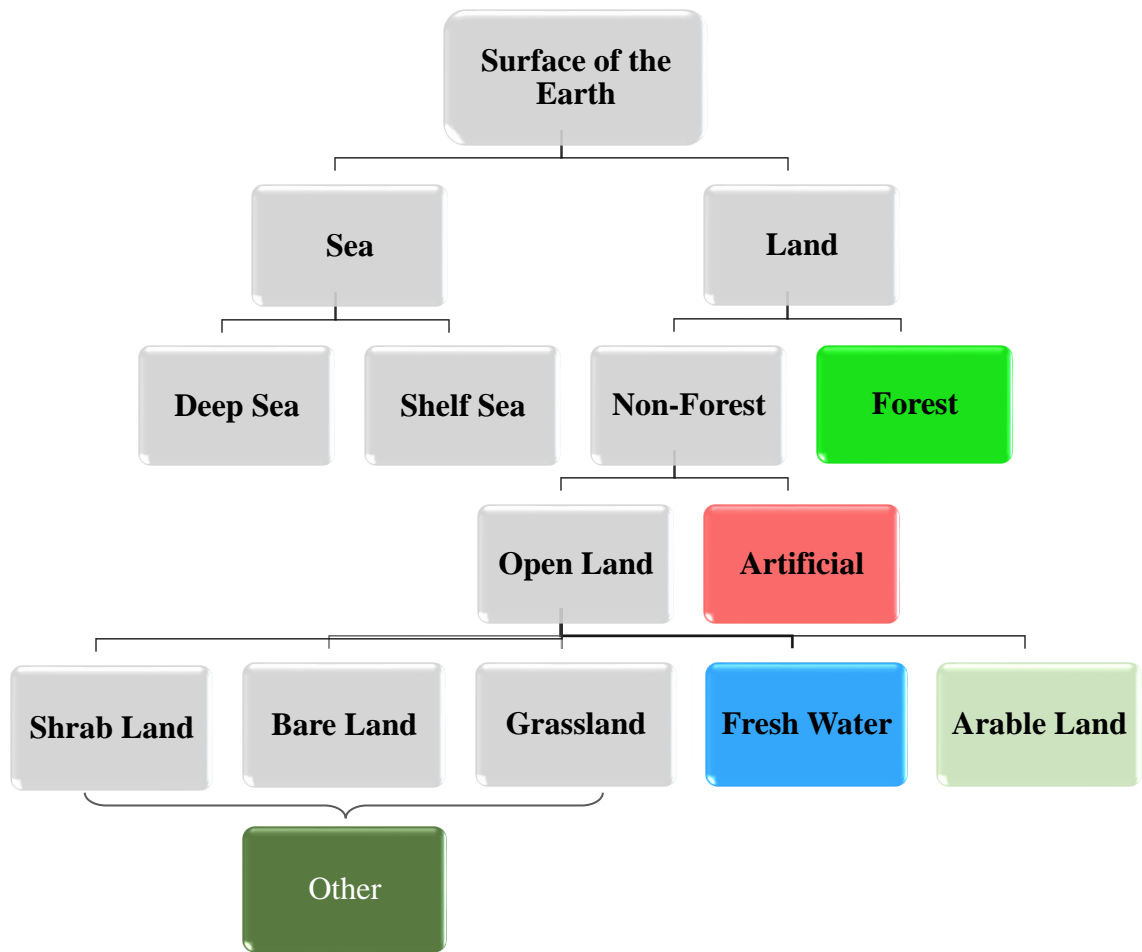 Surface of the
Earth
Sea
Land
Deep Sea
Shelf Sea
Non-Forest
Forest
Open Land
Artificial
Shrab Land
Bare Land
Grassland
Fresh Water
Arable Land
Other